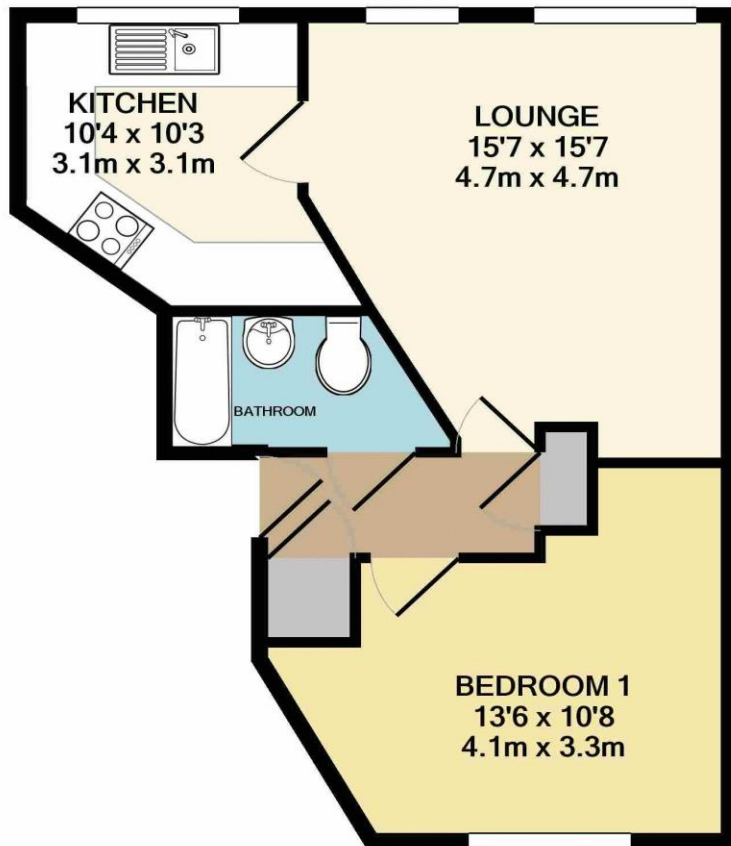 KITCHEN
10'4 x 10'3
3.1m x 3.1m
LOUNGE
15'7 x 15'7
4.7m x 4.7m
BATHROOM
BEDROOM 1
13'6 x 10'8
4.1m x 3.3m